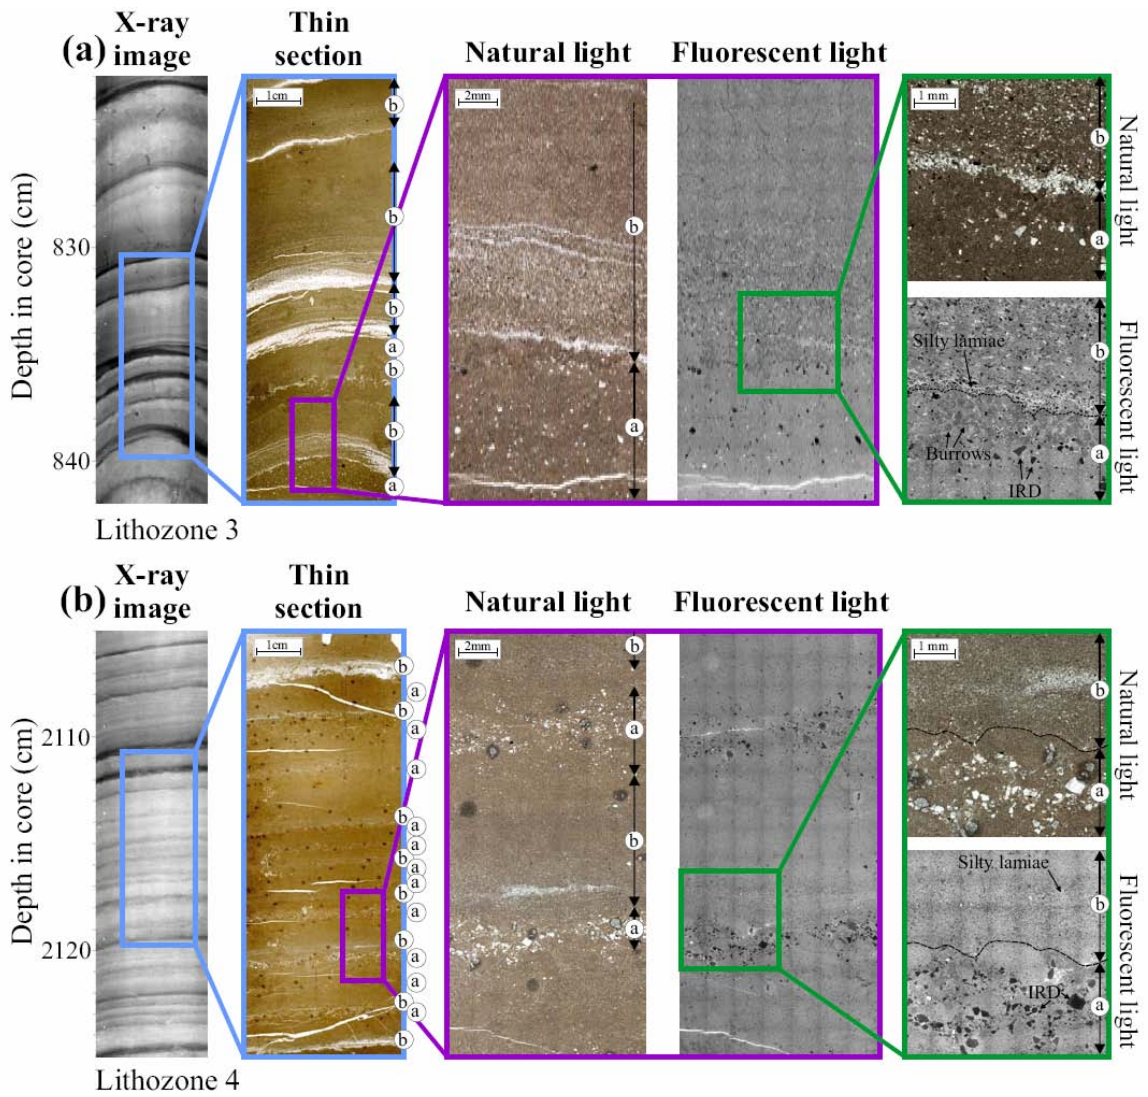 X-ray
image
Thin
section
(a)
Natural light
Fluorescent light
1cm
2mm
1 mm
Depth in core (cm)
830
840
b
b
b
a
b
b
a
b
a
b
a
Natural light
Silty lamiae
Burrows
IRD
b
a
Fluorescent light
Lithozone 3
X-ray
image
Thin
section
(b)
Natural light
Fluorescent light
1cm
2mm
1 mm
Depth in core (cm)
2110
2120
b
a
b
a
a
b
a
a
b
a
a
b
a
b
a
a
b
a
b
b
a
b
a
b
a
Natural light
Silty lamiae
IRD
b
a
Fluorescent light
Lithozone 4